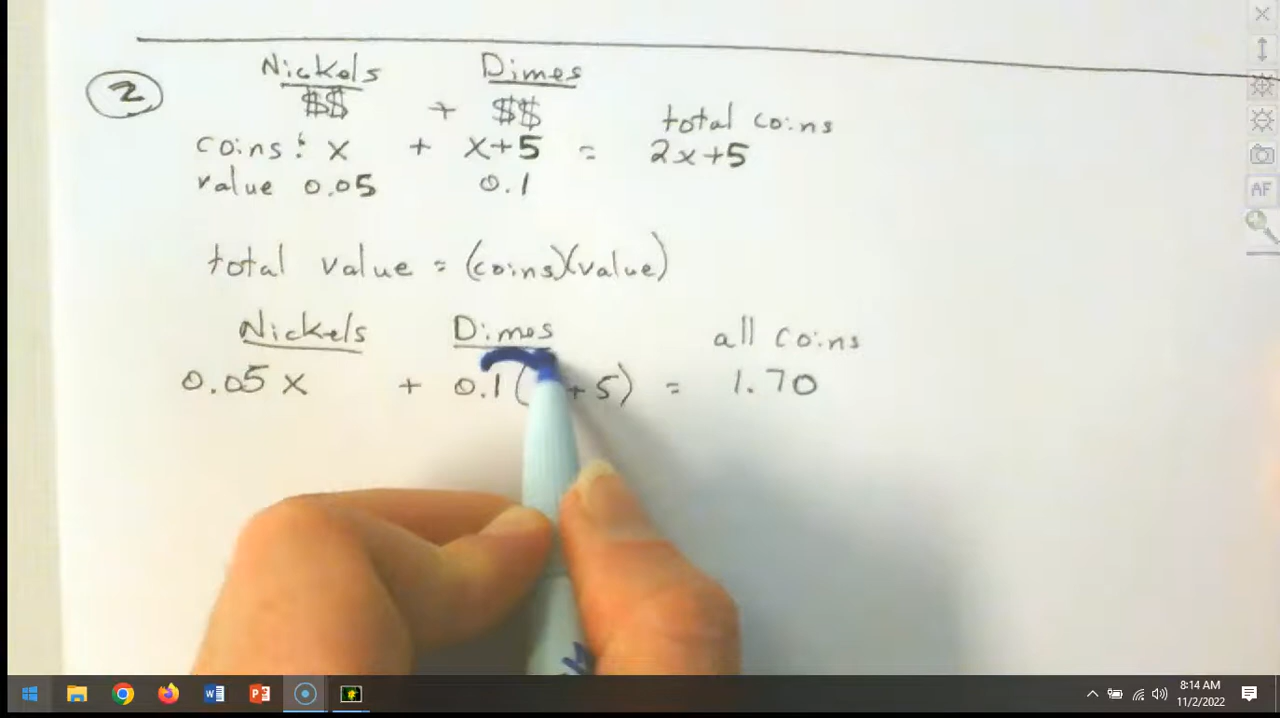 2
Nickels Dimes
$$ + $$ total coins
coins: x + x+5 = 2x+5
value 0.05 0.1
total value = (coins)(value)
Nickels Dimes all coins
0.05x + 0.1( +5) = 1.70
AF
8:14 AM
11/2/2022